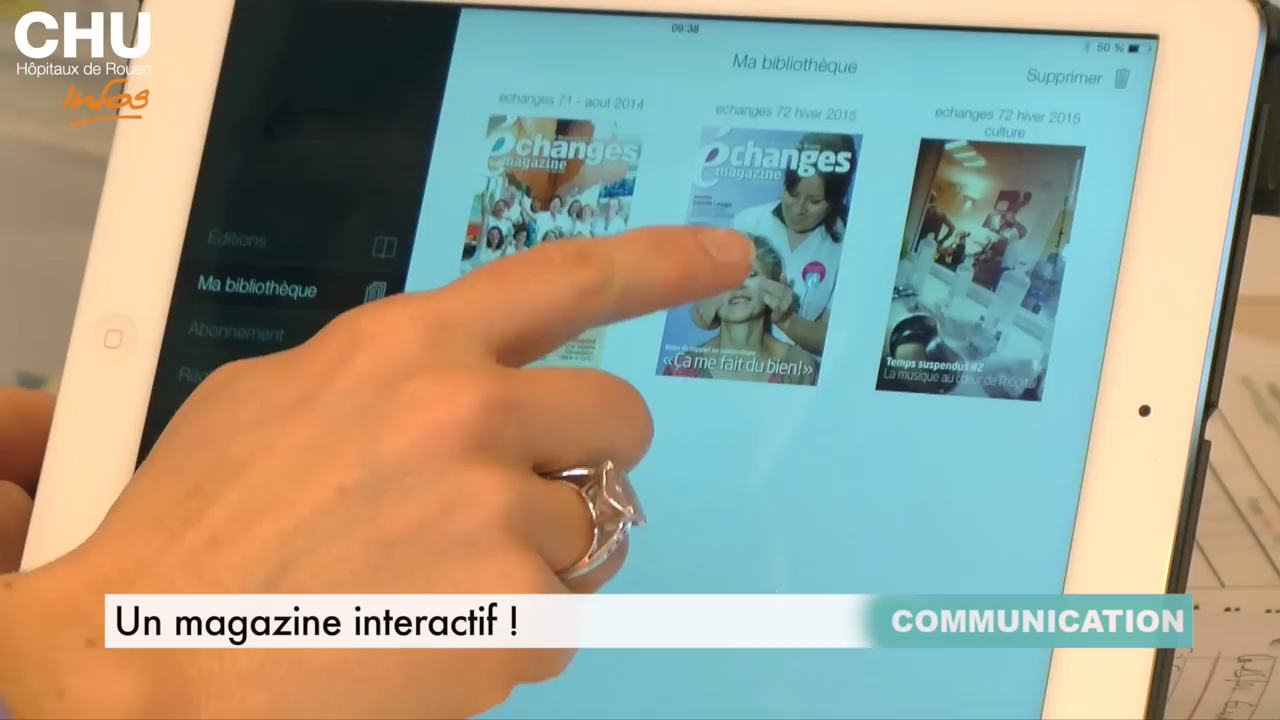 CHU
Hôpitaux de Rouen
Infos
09:38
50 %
Ma bibliothèque
Supprimer
echanges 71 - aout 2014
echanges 72 hiver 2015
echanges 72 hiver 2015
culture
échanges
magazine
échanges
magazine
«Ça me fait du bien!»
Temps suspendus #2
La musique au cœur de l'hôpital
Éditions
Ma bibliothèque
Abonnement
Un magazine interactif !
COMMUNICATION